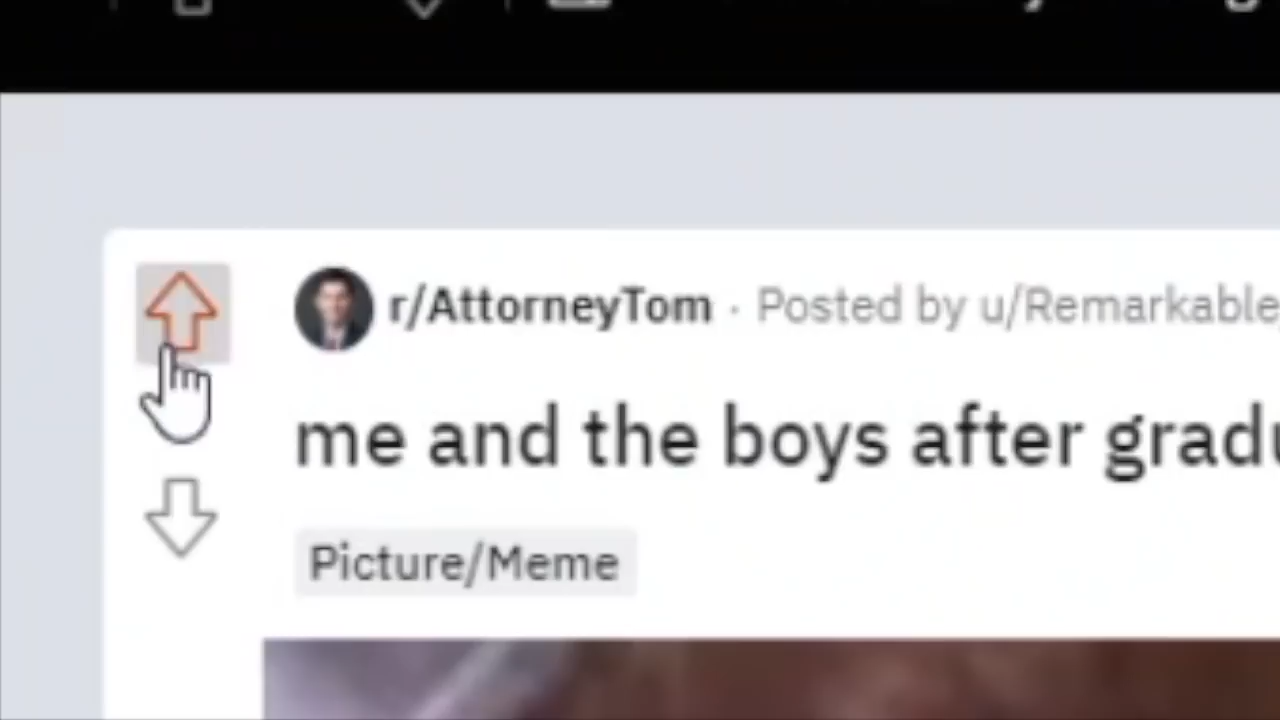 r/AttorneyTom · Posted by u/Remarkable
me and the boys after gradu
Picture/Meme